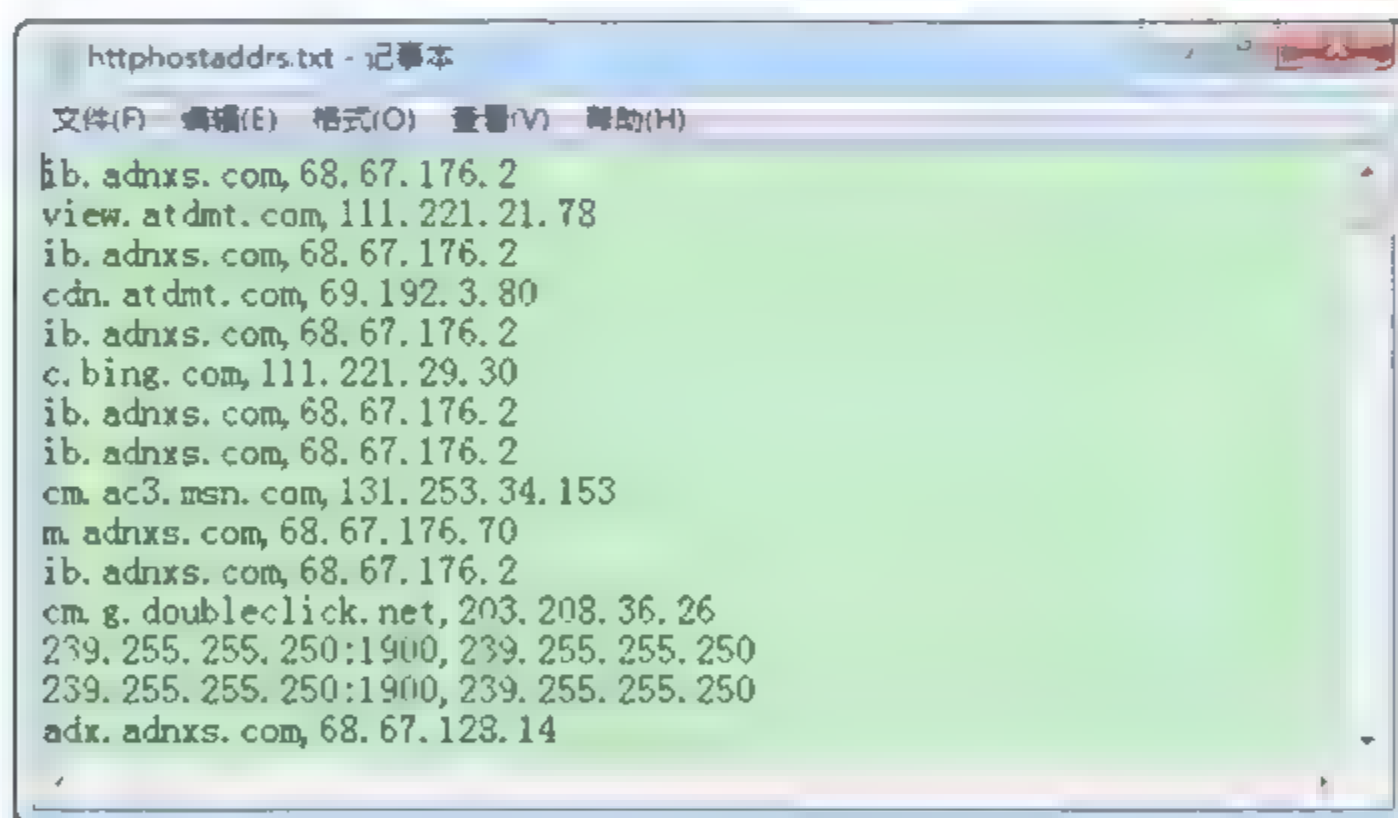 httphostaddrs.txt - 记事本
文件(F) 编辑(E) 格式(O) 查看(V) 帮助(H)
ib.adnxs.com,68.67.176.2
view.atdmt.com,111.221.21.78
ib.adnxs.com,68.67.176.2
cdn.atdmt.com,69.192.3.80
ib.adnxs.com,68.67.176.2
c.bing.com,111.221.29.30
ib.adnxs.com,68.67.176.2
ib.adnxs.com,68.67.176.2
cm.ac3.msn.com,131.253.34.153
m.adnxs.com,68.67.176.70
ib.adnxs.com,68.67.176.2
cm.g.doubleclick.net,203.208.36.26
239.255.255.250:1900,239.255.255.250
239.255.255.250:1900,239.255.255.250
adx.adnxs.com,68.67.128.14